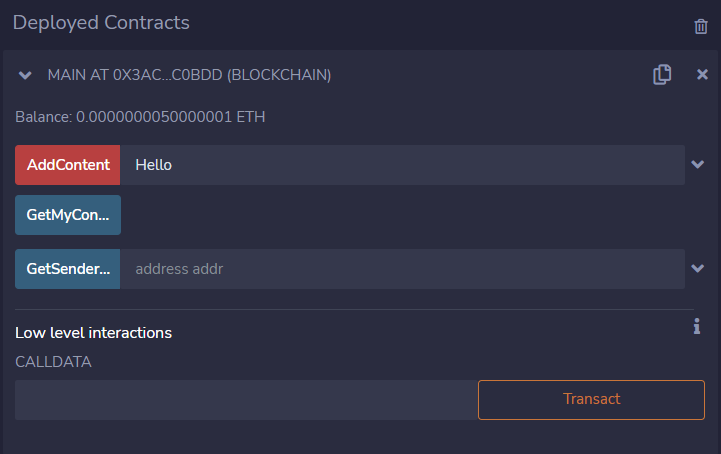 Deployed Contracts
MAIN AT 0X3AC...C0BDD (BLOCKCHAIN)
Balance: 0.0000000050000001 ETH
AddContent Hello
GetMyCon...
GetSender... address addr
Low level interactions
CALLDATA
Transact